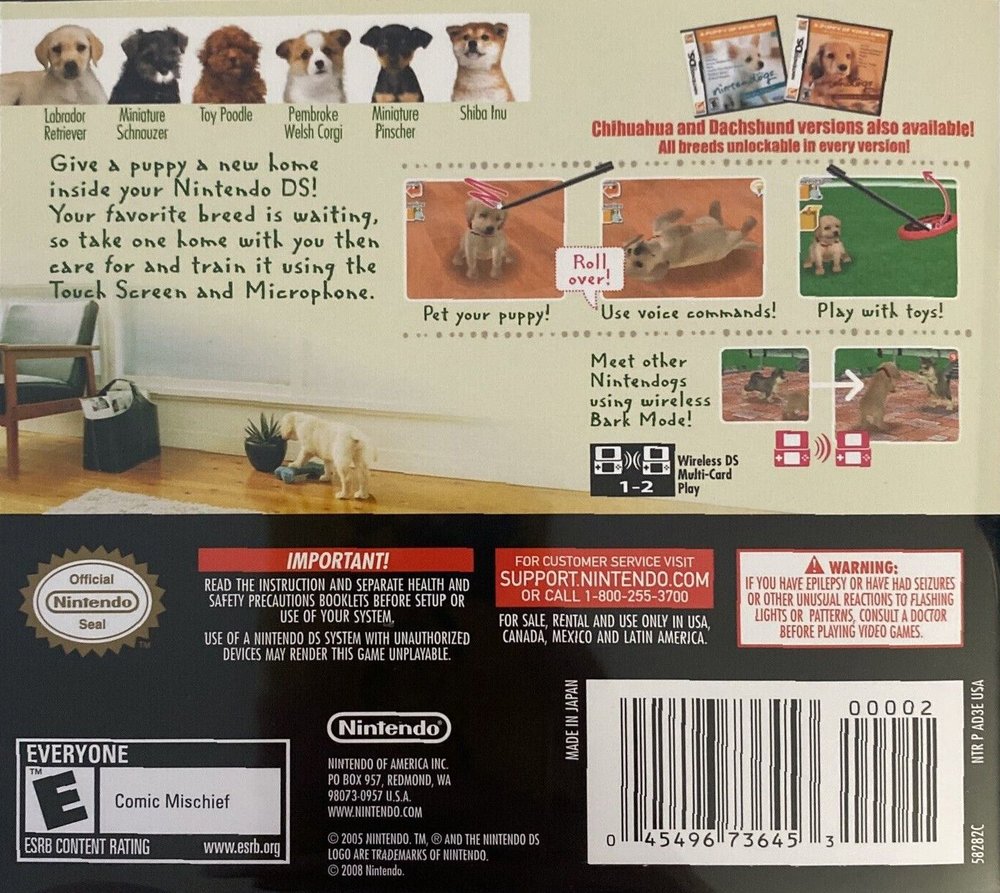 Labrador Retriever
Miniature Schnauzer
Toy Poodle
Pembroke Welsh Corgi
Miniature Pinscher
Shiba Inu
Chihuahua and Dachshund versions also available!
All breeds unlockable in every version!
Give a puppy a new home
inside your Nintendo DS!
Your favorite breed is waiting,
so take one home with you then
care for and train it using the
Touch Screen and Microphone.
Pet your puppy!
Roll
over!
Use voice commands!
Play with toys!
Meet other
Nintendogs
using wireless
Bark Mode!
1-2
Wireless DS
Multi-Card
Play
Official
Nintendo
Seal
TM
IMPORTANT!
READ THE INSTRUCTION AND SEPARATE HEALTH AND
SAFETY PRECAUTIONS BOOKLETS BEFORE SETUP OR
USE OF YOUR SYSTEM.
USE OF A NINTENDO DS SYSTEM WITH UNAUTHORIZED
DEVICES MAY RENDER THIS GAME UNPLAYABLE.
FOR CUSTOMER SERVICE VISIT
SUPPORT.NINTENDO.COM
OR CALL 1-800-255-3700
FOR SALE, RENTAL AND USE ONLY IN USA,
CANADA, MEXICO AND LATIN AMERICA.
WARNING:
IF YOU HAVE EPILEPSY OR HAVE HAD SEIZURES
OR OTHER UNUSUAL REACTIONS TO FLASHING
LIGHTS OR PATTERNS, CONSULT A DOCTOR
BEFORE PLAYING VIDEO GAMES.
EVERYONE
TM
E
Comic Mischief
ESRB CONTENT RATING www.esrb.org
Nintendo®
NINTENDO OF AMERICA INC.
PO BOX 957, REDMOND, WA
98073-0957 U.S.A.
WWW.NINTENDO.COM
© 2005 NINTENDO. TM, ® AND THE NINTENDO DS
LOGO ARE TRADEMARKS OF NINTENDO.
© 2008 Nintendo.
MADE IN JAPAN
00002
0 45496 73645 3
NTR P AD3E USA
58282C